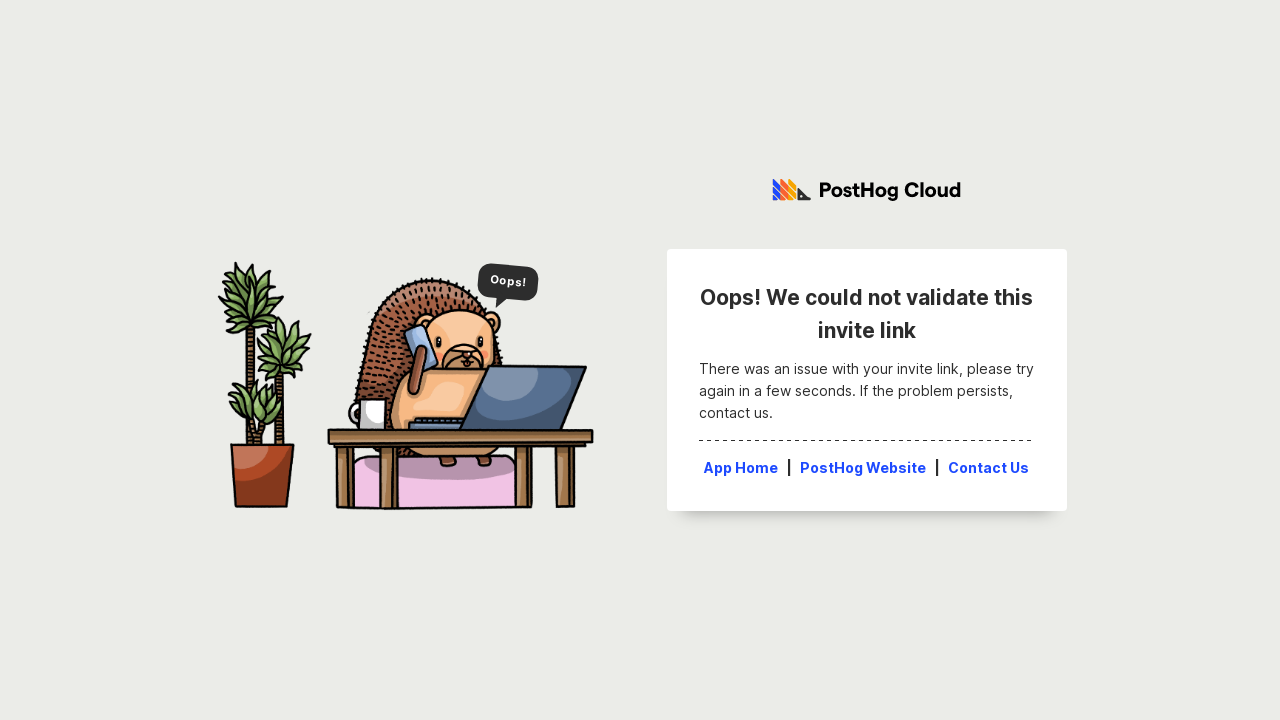 PostHog Cloud
Oops!
Oops! We could not validate this
invite link
There was an issue with your invite link, please try
again in a few seconds. If the problem persists,
contact us.
App Home | PostHog Website | Contact Us